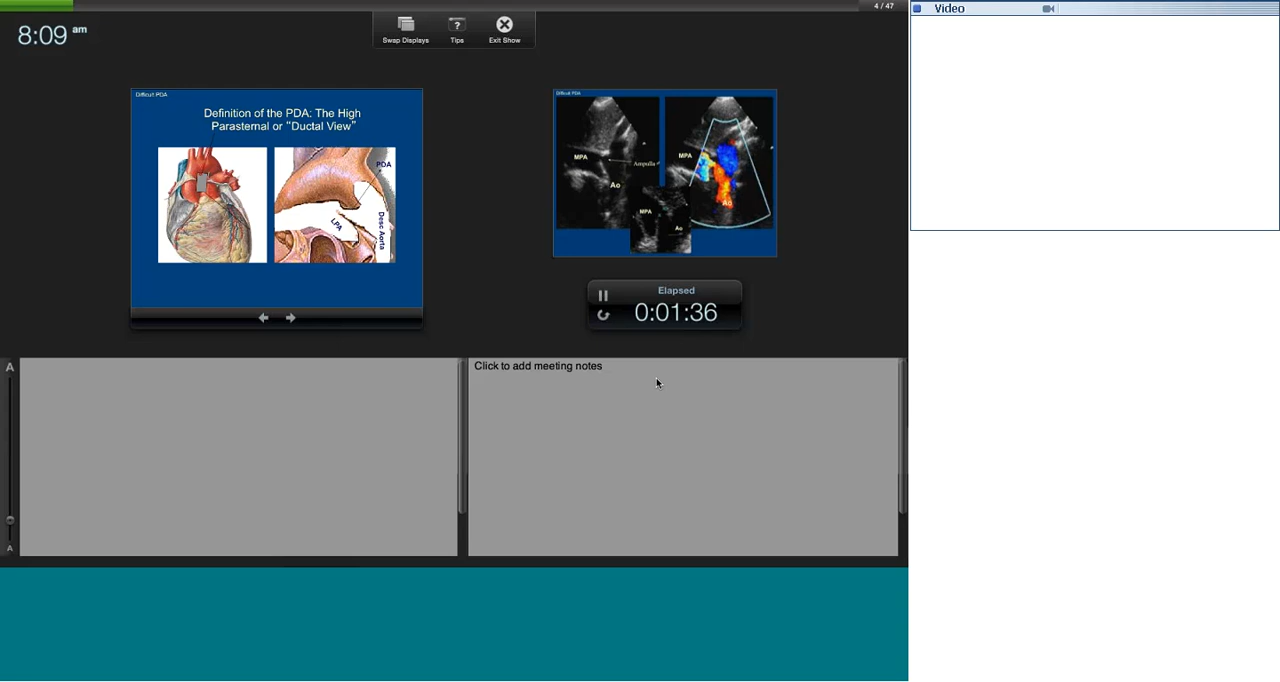 4 / 47
Video
8:09 am
Swap Displays
Tips
Exit Show
Difficult PDA
Definition of the PDA: The High
Parasternal or “Ductal View”
PDA
LPA
Desc Aorta
Difficult PDA
MPA
Ampulla
Ao
MPA
Ao
MPA
Ao
Elapsed
0:01:36
A
Click to add meeting notes
A